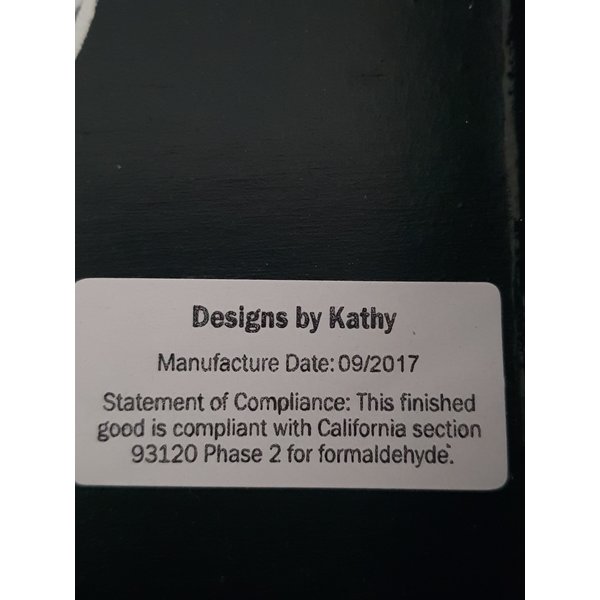 Designs by Kathy
Manufacture Date: 09/2017
Statement of Compliance: This finished
good is compliant with California section
93120 Phase 2 for formaldehyde.